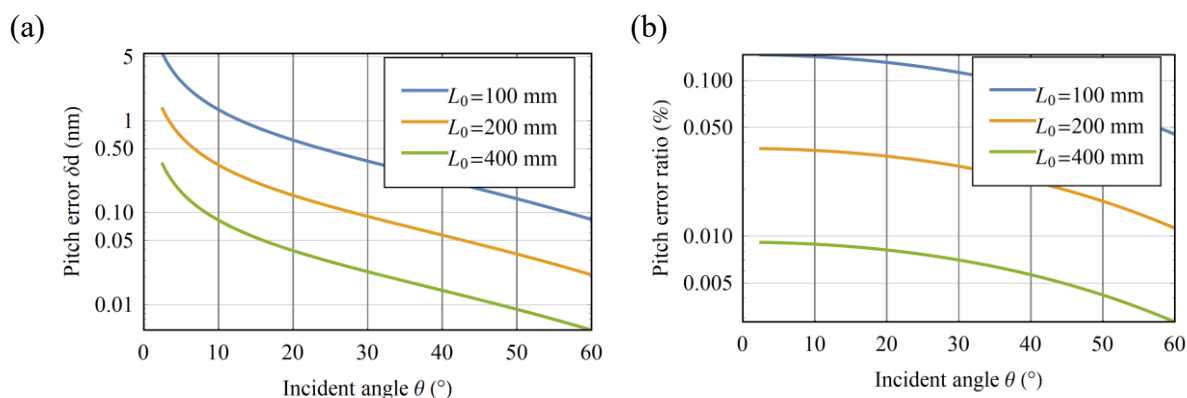 (a)
Pitch error δd (nm)
5
1
0.50
0.10
0.05
0.01
L₀=100 mm
L₀=200 mm
L₀=400 mm
0 10 20 30 40 50 60
Incident angle θ (°)
(b)
Pitch error ratio (%)
0.100
0.050
0.010
0.005
L₀=100 mm
L₀=200 mm
L₀=400 mm
0 10 20 30 40 50 60
Incident angle θ (°)